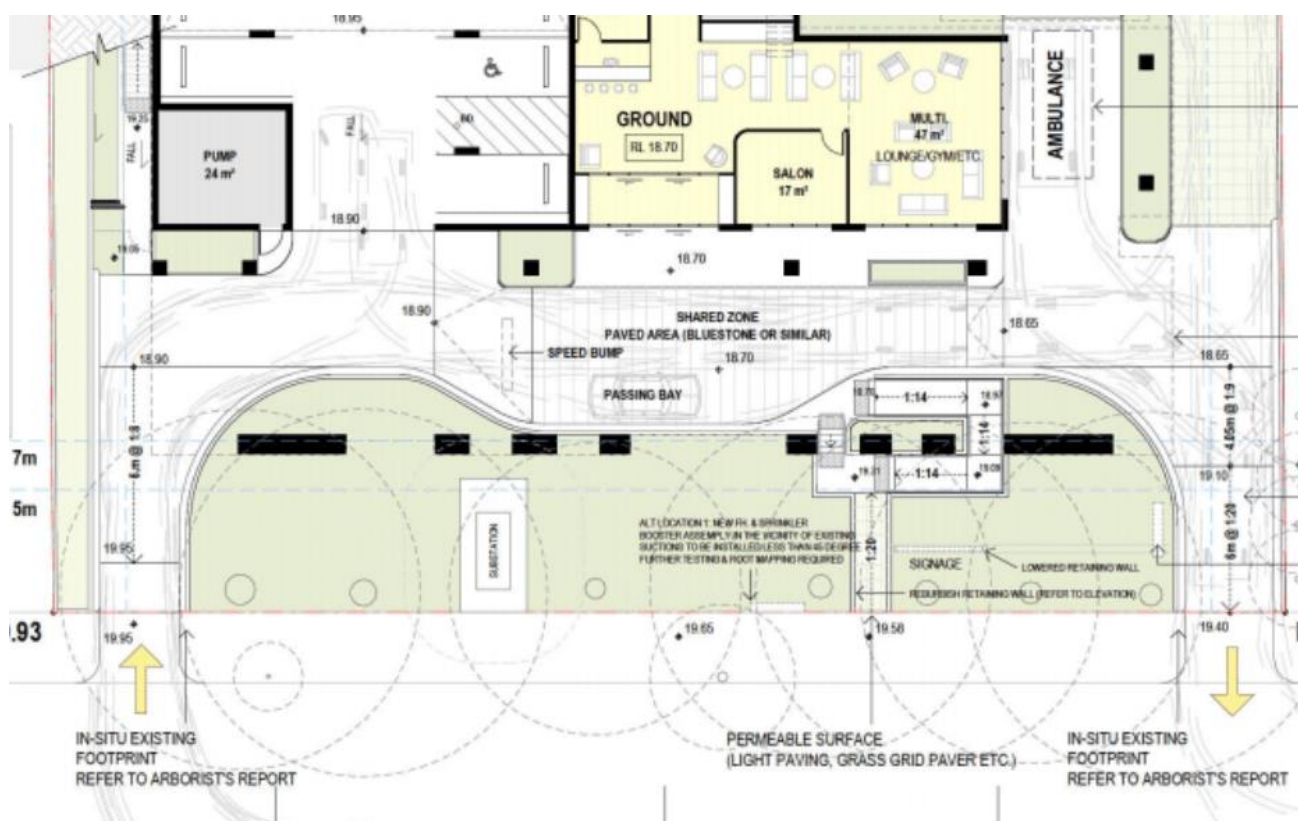 18.95
AMBULANCE
19.25
FALL
FALL
PUMP
24 m²
GROUND
RL 18.70
MULTI.
47 m²
LOUNGE/GYM/ETC.
SALON
17 m²
18.90
19.05
18.70
18.90
SHARED ZONE
PAVED AREA (BLUESTONE OR SIMILAR)
18.65
SPEED BUMP
18.90
18.70
18.65
PASSING BAY
1:14
1:14
4.05m @ 1:9
7m
5m
1:14
19.09
19.10
6m @ 1:20
SUBSTATION
ALT LOCATION 1: NEW FH. & SPRINKLER
BOOSTER ASSEMPLY IN THE VICINITY OF EXISTING
SUCTIONS TO BE INSTALLED LESS THAN 45 DEGREE
FURTHER TESTING & ROOT MAPPING REQUIRED
1:20
SIGNAGE
LOWERED RETAINING WALL
REBURBISH RETAINING WALL (REFER TO ELEVATION)
19.95
.93
19.95
19.65
19.58
19.40
IN-SITU EXISTING
FOOTPRINT
REFER TO ARBORIST'S REPORT
PERMEABLE SURFACE
(LIGHT PAVING, GRASS GRID PAVER ETC.)
IN-SITU EXISTING
FOOTPRINT
REFER TO ARBORIST'S REPORT